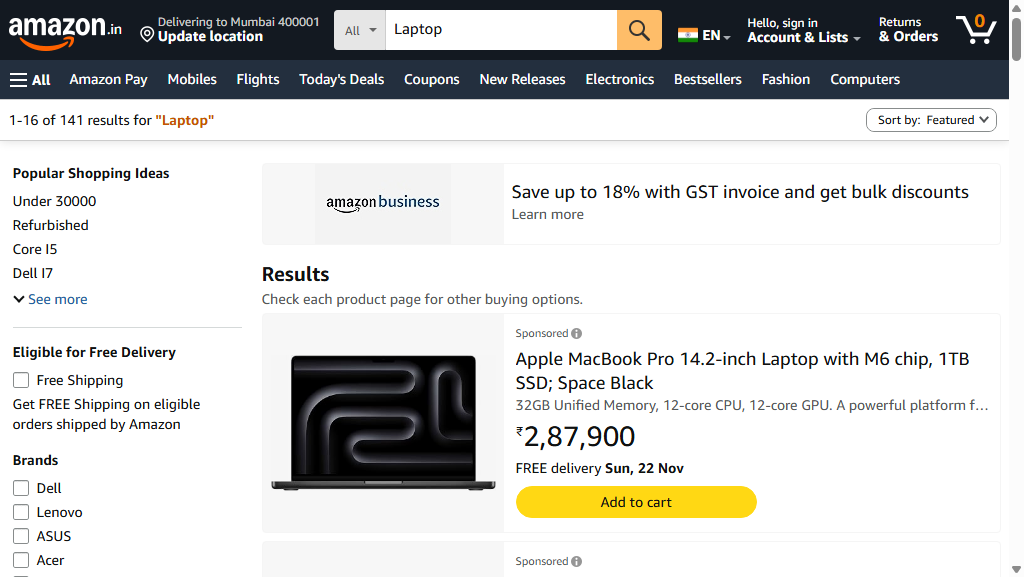 amazon.in
Delivering to Mumbai 400001
Update location
All
Laptop
EN
Hello, sign in
Account & Lists
Returns
& Orders
0
All
Amazon Pay
Mobiles
Flights
Today's Deals
Coupons
New Releases
Electronics
Bestsellers
Fashion
Computers
1-16 of 141 results for "Laptop"
Sort by: Featured
Popular Shopping Ideas
Under 30000
Refurbished
Core I5
Dell I7
See more
Eligible for Free Delivery
Free Shipping
Get FREE Shipping on eligible
orders shipped by Amazon
Brands
Dell
Lenovo
ASUS
Acer
amazon business
Save up to 18% with GST invoice and get bulk discounts
Learn more
Results
Check each product page for other buying options.
Sponsored
Apple MacBook Pro 14.2-inch Laptop with M6 chip, 1TB
SSD; Space Black
32GB Unified Memory, 12-core CPU, 12-core GPU. A powerful platform f…
₹2,87,900
FREE delivery Sun, 22 Nov
Add to cart
Sponsored